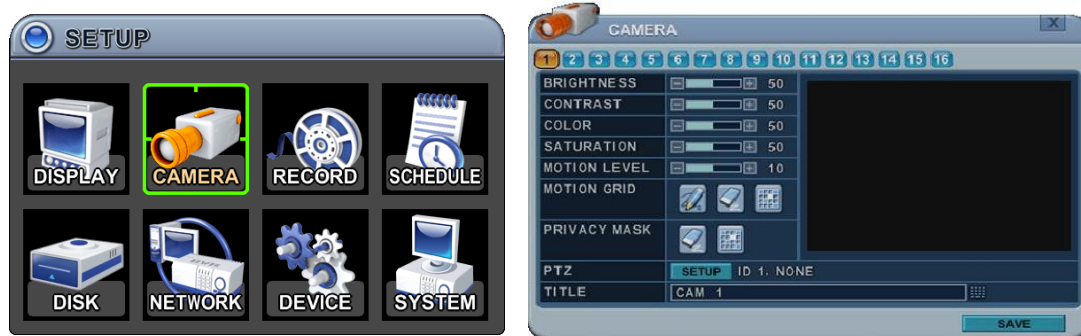 SETUP
DISPLAY CAMERA RECORD SCHEDULE
DISK NETWORK DEVICE SYSTEM
CAMERA X
1 2 3 4 5 6 7 8 9 10 11 12 13 14 15 16
BRIGHTNESS 50
CONTRAST 50
COLOR 50
SATURATION 50
MOTION LEVEL 10
MOTION GRID
PRIVACY MASK
PTZ SETUP ID 1, NONE
TITLE CAM 1
SAVE